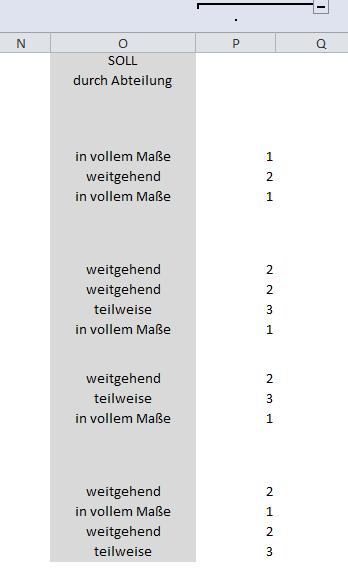 N O P Q
SOLL
durch Abteilung
in vollem Maße 1
weitgehend 2
in vollem Maße 1
weitgehend 2
weitgehend 2
teilweise 3
in vollem Maße 1
weitgehend 2
teilweise 3
in vollem Maße 1
weitgehend 2
in vollem Maße 1
weitgehend 2
teilweise 3